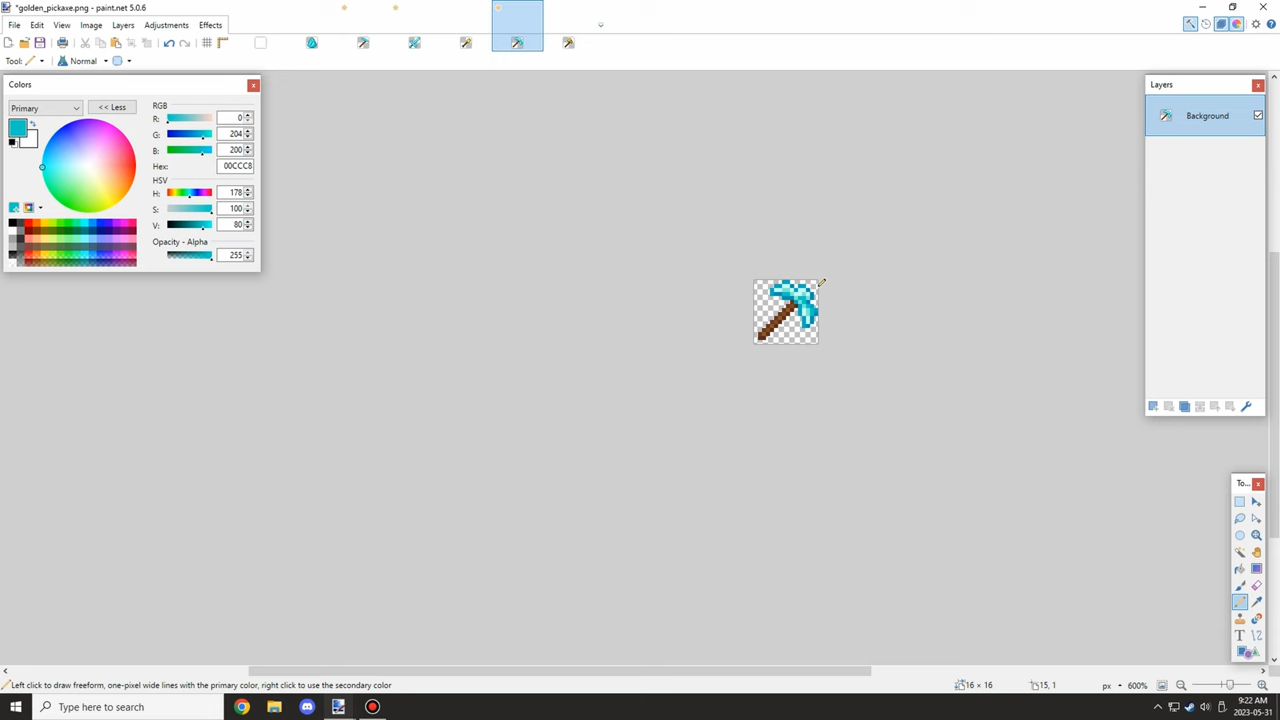 *golden_pickaxe.png - paint.net 5.0.6
File Edit View Image Layers Adjustments Effects
Tool: Normal
Colors
Primary << Less
RGB
R: 0
G: 204
B: 200
Hex: 00CCC8
HSV
H: 178
S: 100
V: 80
Opacity - Alpha
255
Layers
Background
To...
Left click to draw freeform, one-pixel wide lines with the primary color, right click to use the secondary color
16 × 16 15, 1 px 600%
Type here to search
9:22 AM
2023-05-31